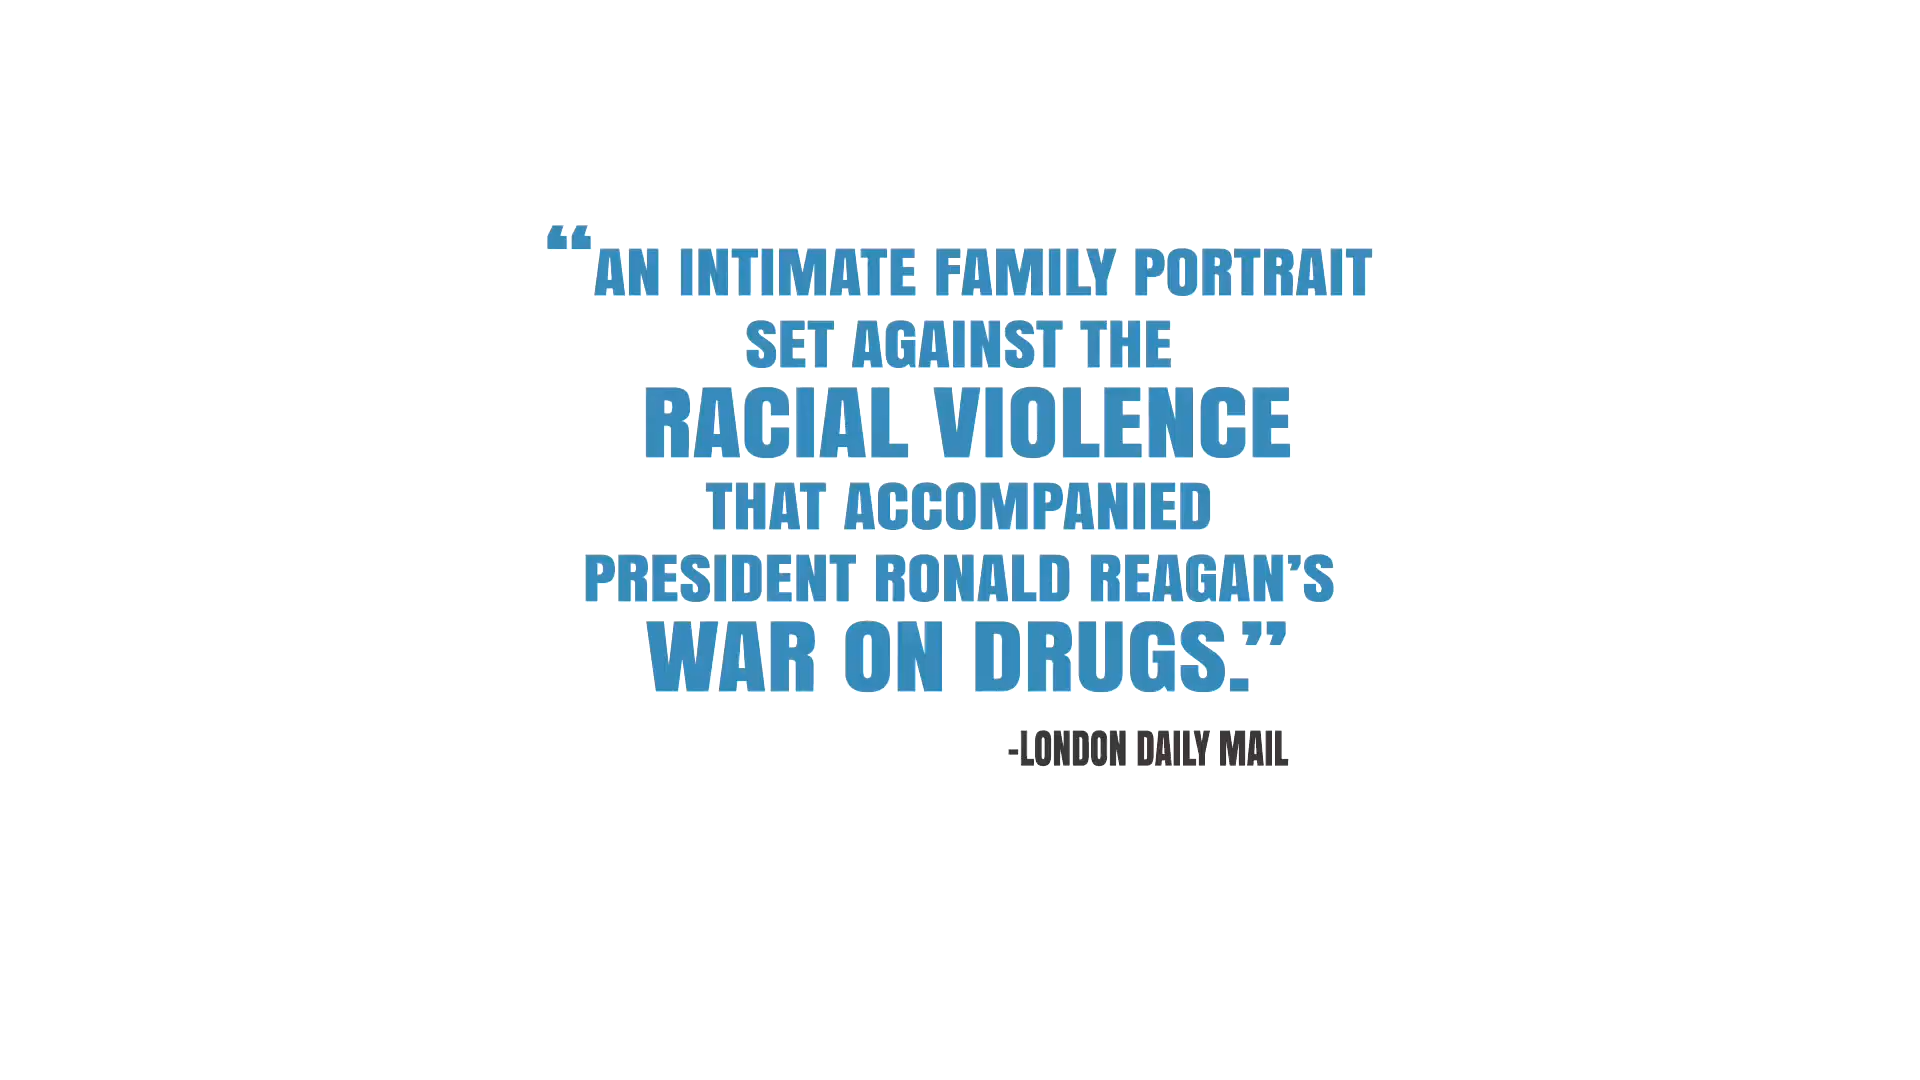 “AN INTIMATE FAMILY PORTRAIT
SET AGAINST THE
RACIAL VIOLENCE
THAT ACCOMPANIED
PRESIDENT RONALD REAGAN’S
WAR ON DRUGS.”
-LONDON DAILY MAIL